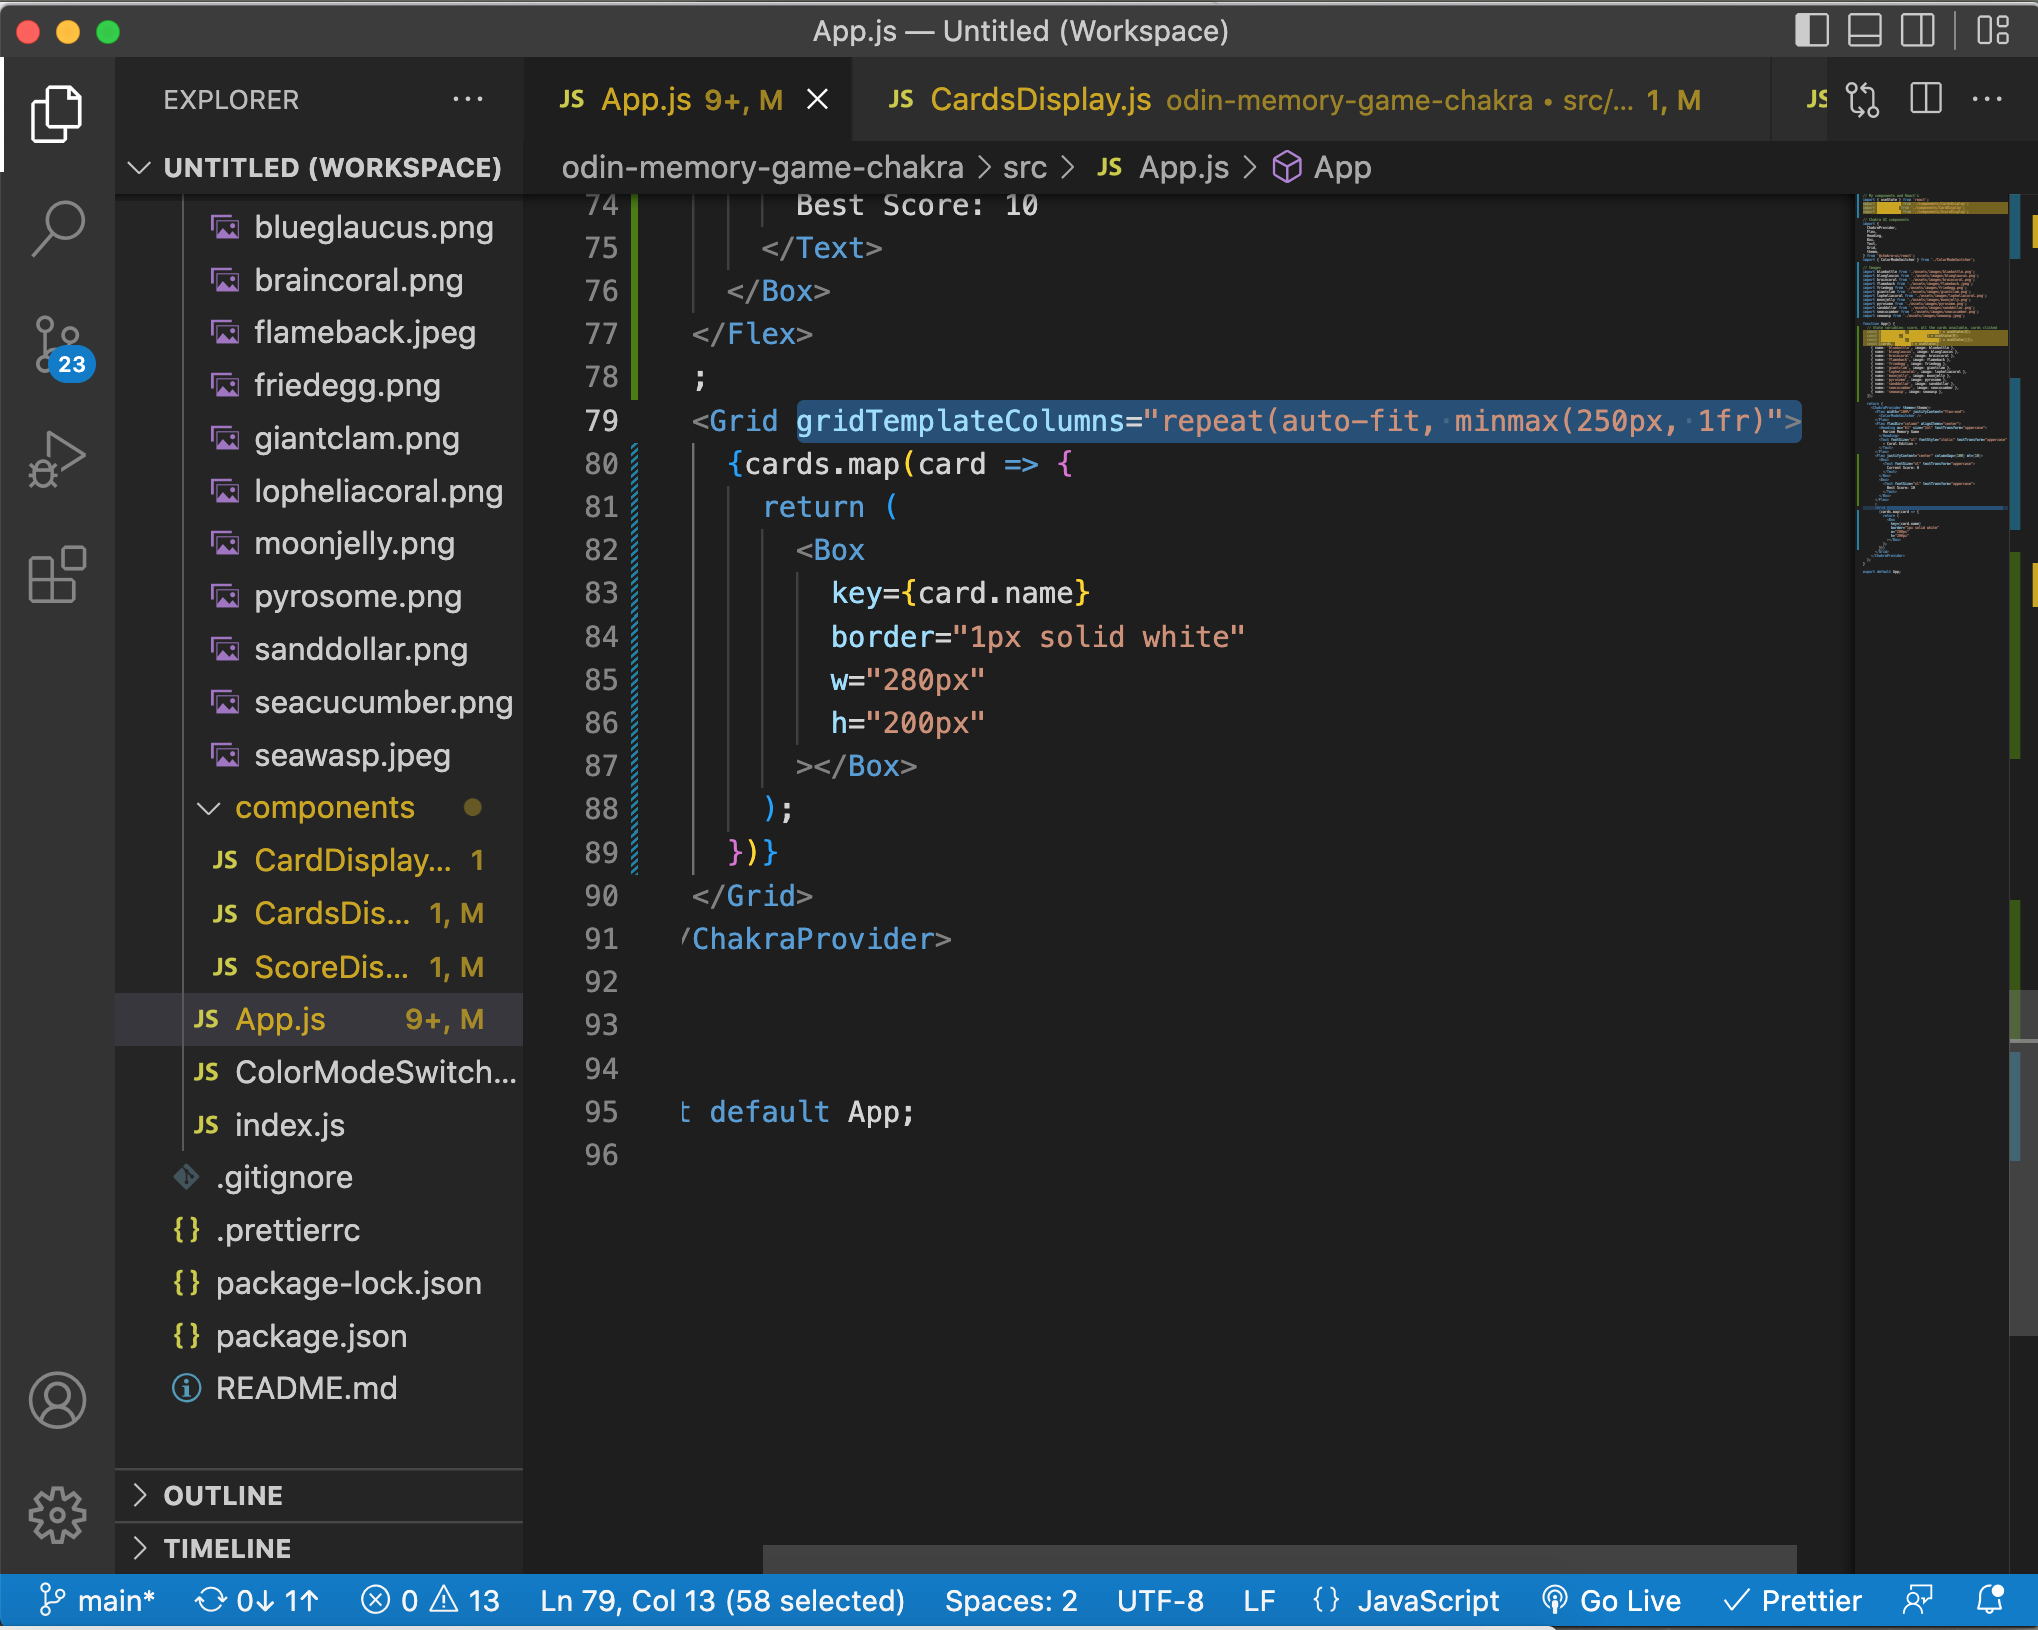 App.js — Untitled (Workspace)
EXPLORER
JS App.js 9+, M
JS CardsDisplay.js odin-memory-game-chakra • src/... 1, M
JS
UNTITLED (WORKSPACE)
odin-memory-game-chakra > src > JS App.js > App
blueglaucus.png
braincoral.png
flameback.jpeg
friedegg.png
giantclam.png
lopheliacoral.png
moonjelly.png
pyrosome.png
sanddollar.png
seacucumber.png
seawasp.jpeg
components
JS CardDisplay... 1
JS CardsDis... 1, M
JS ScoreDis... 1, M
JS App.js 9+, M
JS ColorModeSwitch...
JS index.js
.gitignore
{} .prettierrc
{} package-lock.json
{} package.json
README.md
OUTLINE
TIMELINE
23
74 Best Score: 10
75 </Text>
76 </Box>
77 </Flex>
78 ;
79 <Grid gridTemplateColumns="repeat(auto-fit, minmax(250px, 1fr)">
80 {cards.map(card => {
81 return (
82 <Box
83 key={card.name}
84 border="1px solid white"
85 w="280px"
86 h="200px"
87 ></Box>
88 );
89 })}
90 </Grid>
91 /ChakraProvider>
92
93
94
95 t default App;
96
main* 0↓ 1↑ 0 13 Ln 79, Col 13 (58 selected) Spaces: 2 UTF-8 LF {} JavaScript Go Live Prettier